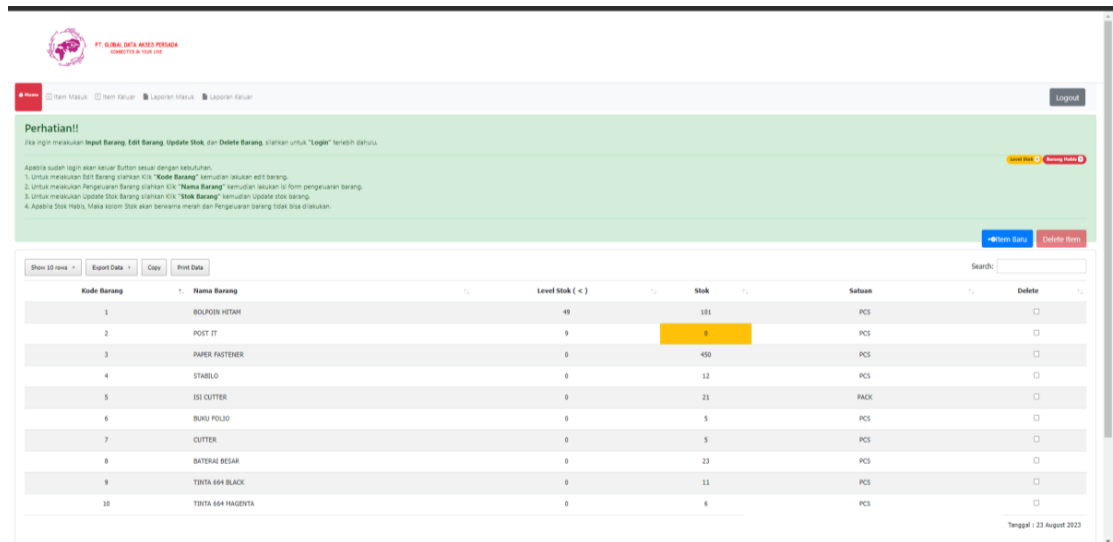 PT. GLOBAL DATA AKSES PERSADA
CONNECTED IN YOUR LIVE
Home Item Masuk Item Keluar Laporan Masuk Laporan Keluar Logout
Perhatian!!
Jika ingin melakukan Input Barang, Edit Barang, Update Stok, dan Delete Barang, silahkan untuk "Login" terlebih dahulu.
Level Stok Barang Habis
Apabila sudah login akan keluar Button sesuai dengan kebutuhan.
1. Untuk melakukan Edit Barang silahkan Klik "Kode Barang" kemudian lakukan edit barang.
2. Untuk melakukan Pengeluaran Barang silahkan Klik "Nama Barang" kemudian lakukan isi form pengeluaran barang.
3. Untuk melakukan Update Stok Barang silahkan Klik "Stok Barang" kemudian Update stok barang.
4. Apabila Stok Habis, Maka kolom Stok akan berwarna merah dan Pengeluaran barang tidak bisa dilakukan.
Item Baru Delete Item
Show 10 rows Export Data Copy Print Data Search:
Kode Barang Nama Barang Level Stok ( < ) Stok Satuan Delete
1 BOLPOIN HITAM 49 101 PCS
2 POST IT 9 0 PCS
3 PAPER FASTENER 0 450 PCS
4 STABILO 0 12 PCS
5 ISI CUTTER 0 21 PACK
6 BUKU FOLIO 0 5 PCS
7 CUTTER 0 5 PCS
8 BATERAI BESAR 0 23 PCS
9 TINTA 664 BLACK 0 11 PCS
10 TINTA 664 MAGENTA 0 6 PCS
Tanggal : 23 August 2023